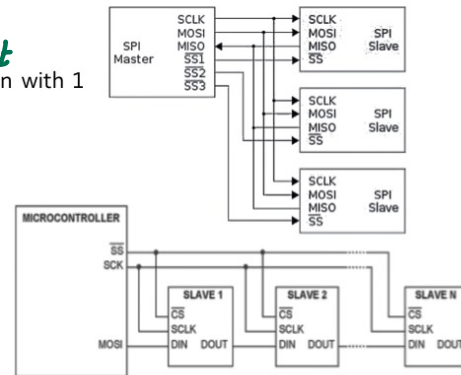 t
n with 1
SPI
Master
SCLK
MOSI
MISO
SS1
SS2
SS3
SCLK
MOSI
MISO
SS
SPI
Slave
SCLK
MOSI
MISO
SS
SPI
Slave
SCLK
MOSI
MISO
SS
SPI
Slave
MICROCONTROLLER
SS
SCK
MOSI
SLAVE 1
CS
SCLK
DIN DOUT
SLAVE 2
CS
SCLK
DIN DOUT
SLAVE N
CS
SCLK
DIN DOUT